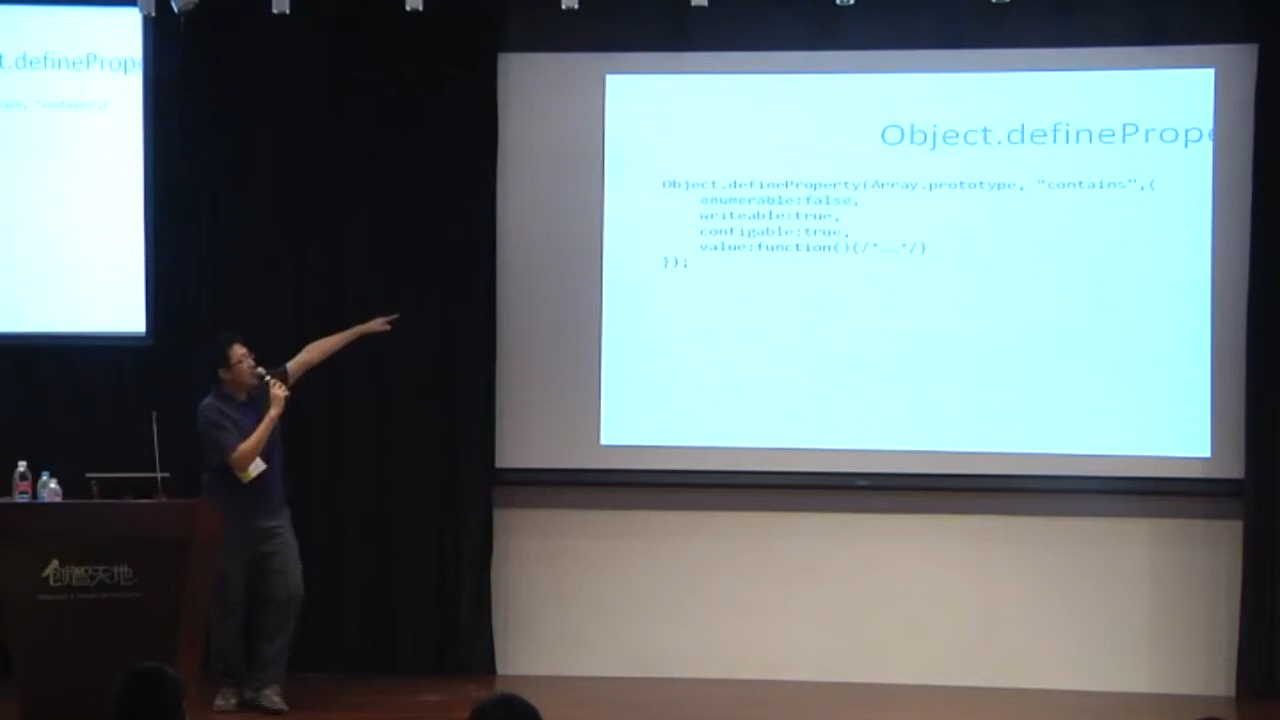 t.definePrope
Object.definePrope
Object.defineProperty(Array.prototype, "contains",{
enumerable:false,
writeable:true,
configable:true,
value:function(){/*……*/}
});
创智天地